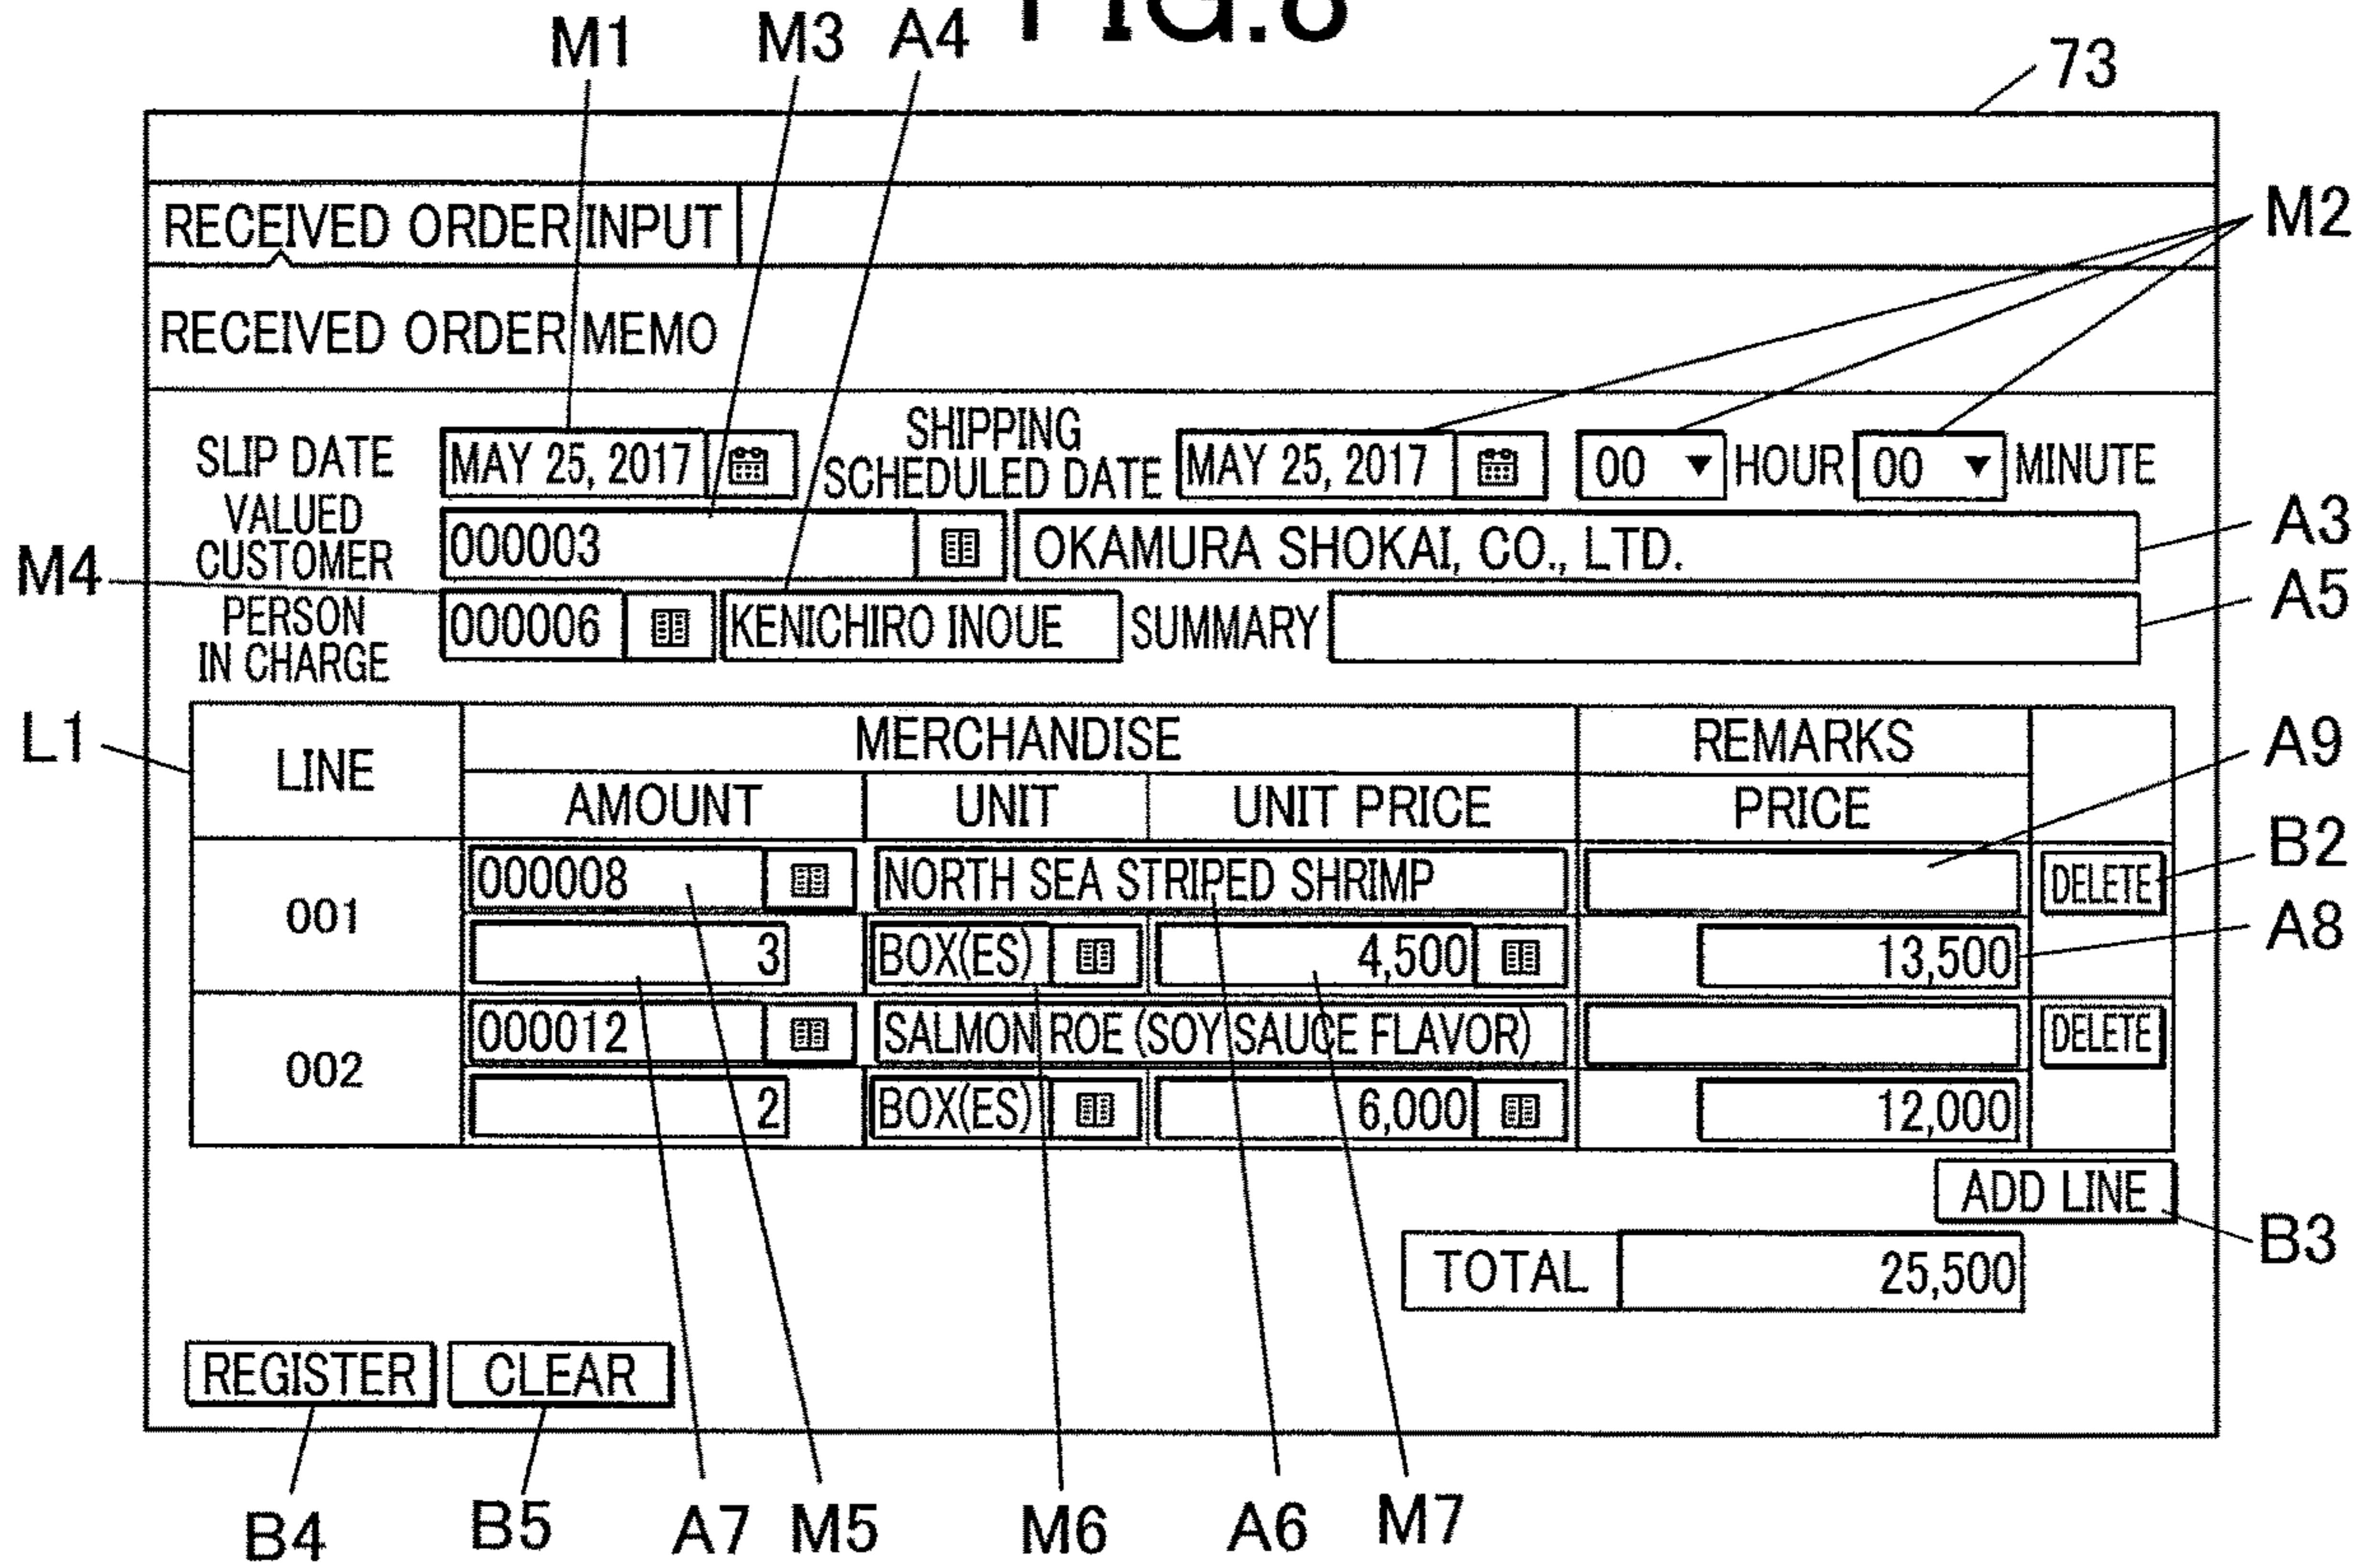 FIG.8
M1 M3 A4
73
RECEIVED ORDER INPUT
M2
RECEIVED ORDER MEMO
SLIP DATE MAY 25, 2017 SHIPPING SCHEDULED DATE MAY 25, 2017 00 ▼ HOUR 00 ▼ MINUTE
VALUED CUSTOMER 000003 OKAMURA SHOKAI, CO., LTD. A3
M4
PERSON IN CHARGE 000006 KENICHIRO INOUE SUMMARY A5
L1
LINE MERCHANDISE REMARKS A9
AMOUNT UNIT UNIT PRICE PRICE
B2
001 000008 NORTH SEA STRIPED SHRIMP DELETE
3 BOX(ES) 4,500 13,500 A8
002 000012 SALMON ROE (SOY SAUCE FLAVOR) DELETE
2 BOX(ES) 6,000 12,000
ADD LINE
B3
TOTAL 25,500
REGISTER CLEAR
B4 B5 A7 M5 M6 A6 M7